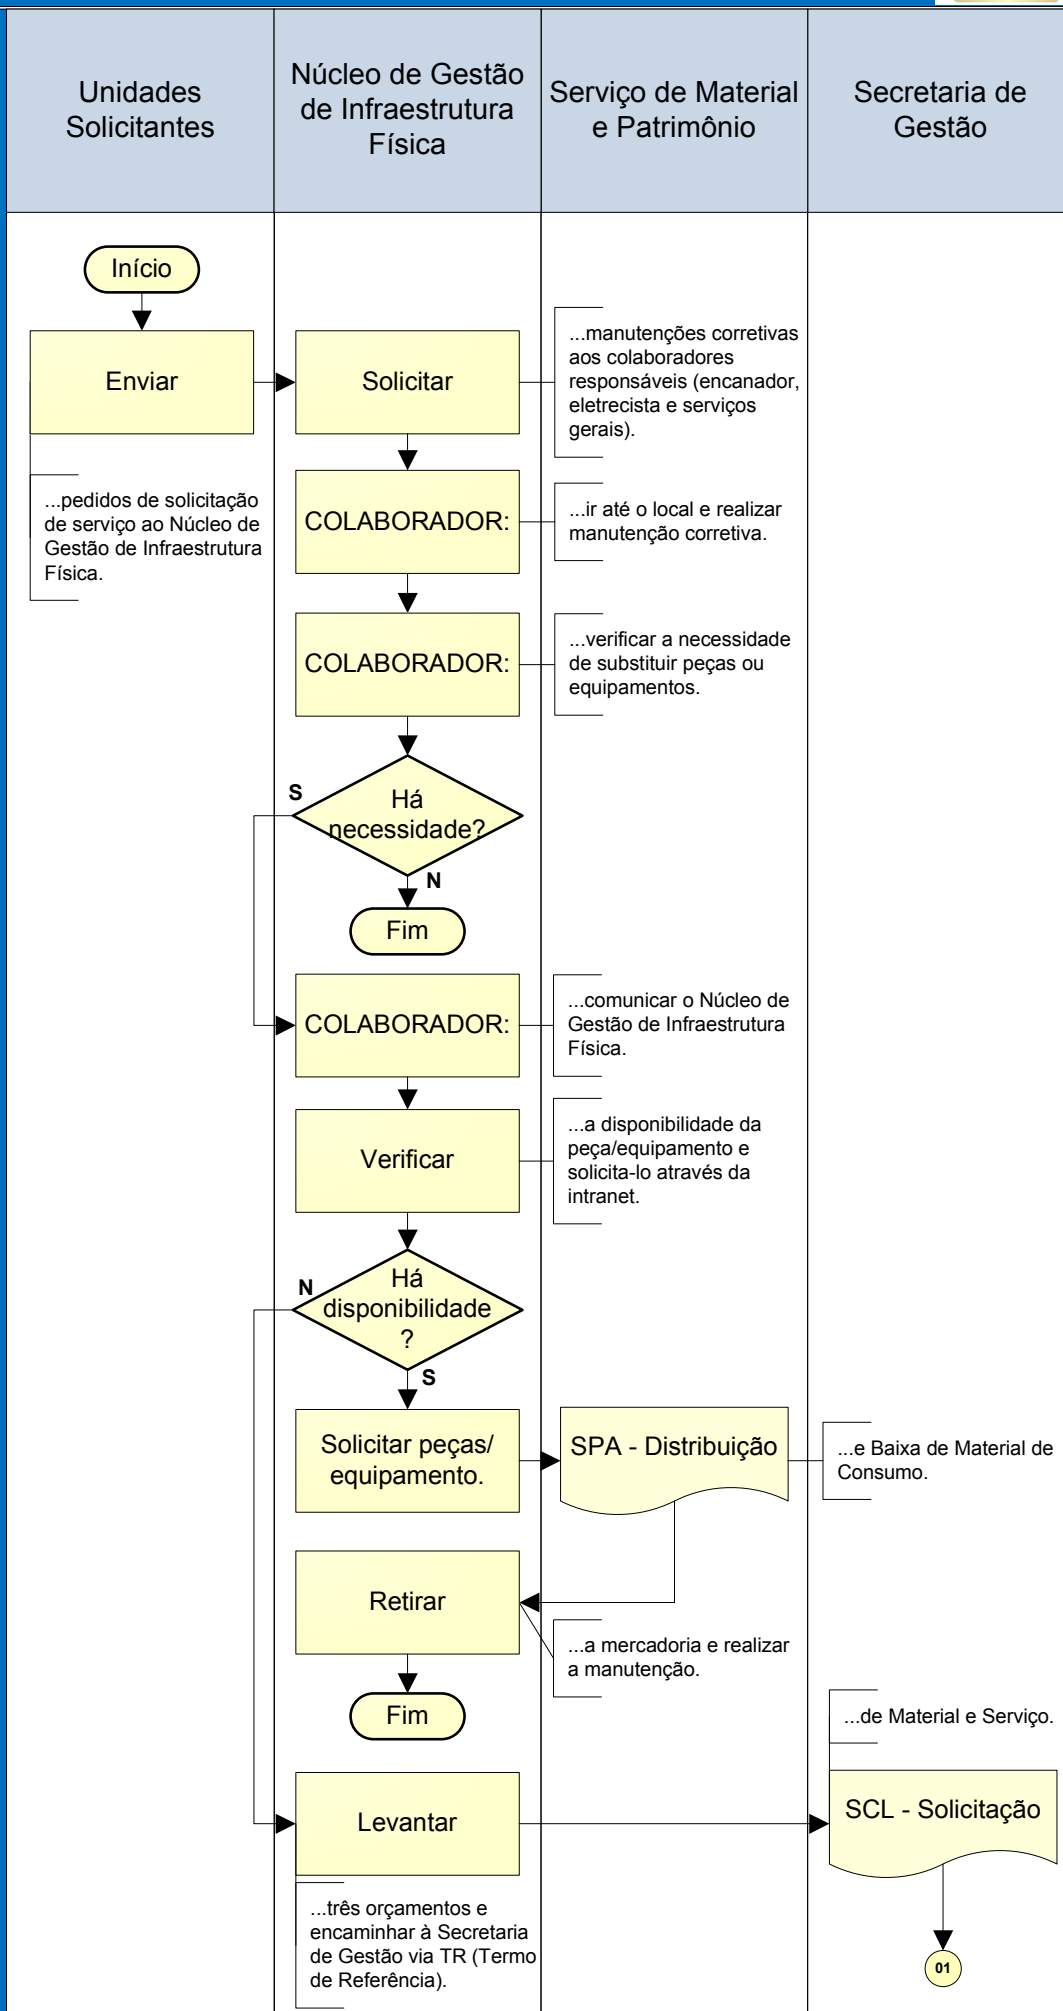 Unidades
Solicitantes
Núcleo de Gestão
de Infraestrutura
Física
Serviço de Material
e Patrimônio
Secretaria de
Gestão
Início
Enviar
...pedidos de solicitação
de serviço ao Núcleo de
Gestão de Infraestrutura
Física.
Solicitar
...manutenções corretivas
aos colaboradores
responsáveis (encanador,
eletrecista e serviços
gerais).
COLABORADOR:
...ir até o local e realizar
manutenção corretiva.
COLABORADOR:
...verificar a necessidade
de substituir peças ou
equipamentos.
S
Há
necessidade?
N
Fim
COLABORADOR:
...comunicar o Núcleo de
Gestão de Infraestrutura
Física.
Verificar
...a disponibilidade da
peça/equipamento e
solicita-lo através da
intranet.
N
Há
disponibilidade
?
S
Solicitar peças/
equipamento.
SPA - Distribuição
...e Baixa de Material de
Consumo.
Retirar
...a mercadoria e realizar
a manutenção.
Fim
...de Material e Serviço.
Levantar
SCL - Solicitação
...três orçamentos e
encaminhar à Secretaria
de Gestão via TR (Termo
de Referência).
01